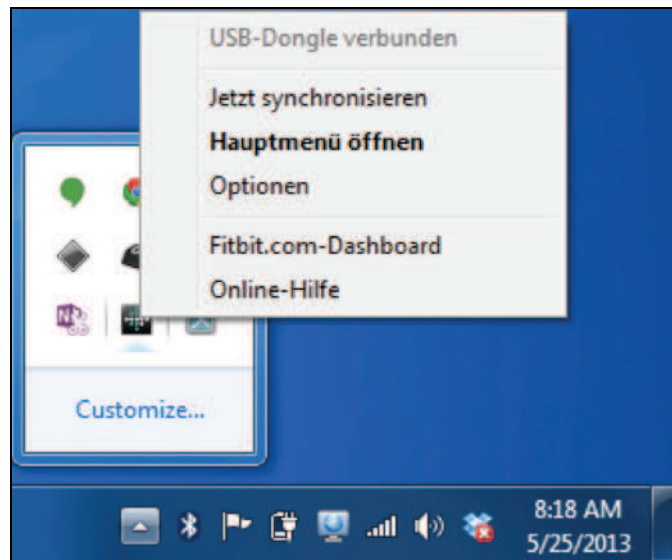 USB-Dongle verbunden
Jetzt synchronisieren
Hauptmenü öffnen
Optionen
Fitbit.com-Dashboard
Online-Hilfe
N
Customize...
8:18 AM
5/25/2013